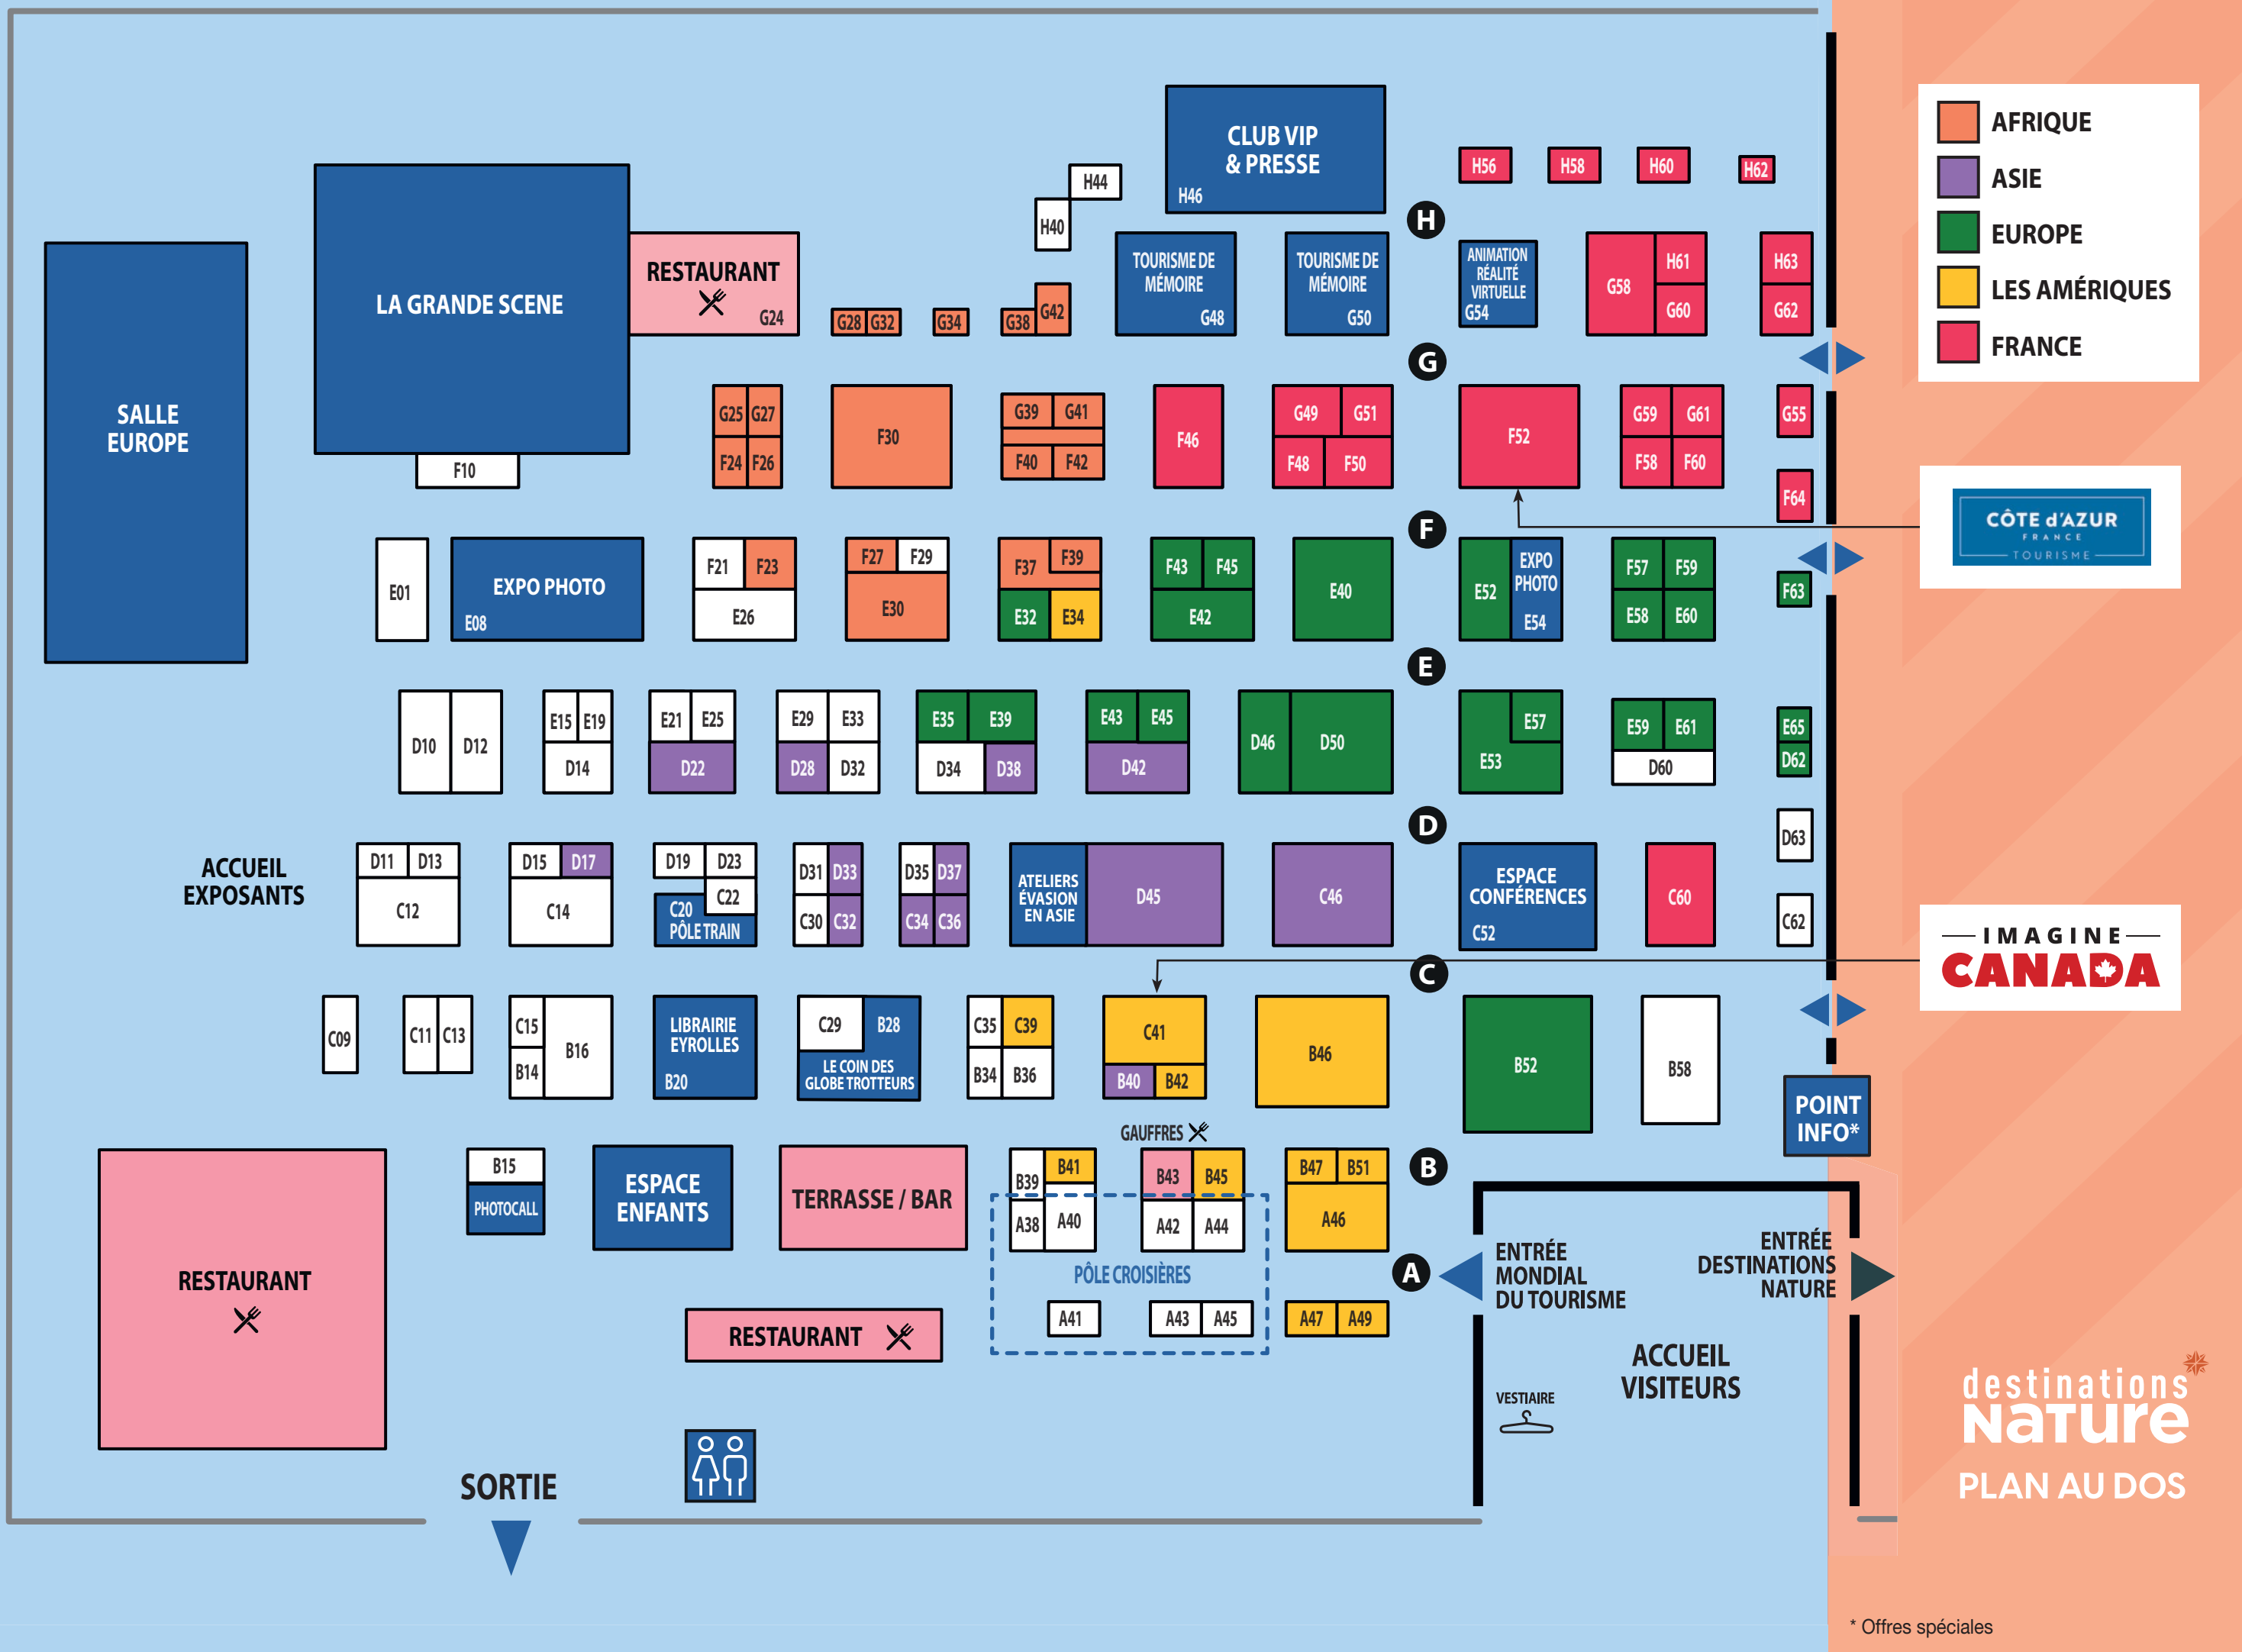 CLUB VIP
& PRESSE
H46
H44
H40
H56
H58
H60
H62
AFRIQUE
ASIE
EUROPE
LES AMÉRIQUES
FRANCE
H
LA GRANDE SCENE
RESTAURANT
G24
G28
G32
G34
G38
G42
TOURISME DE
MÉMOIRE
G48
TOURISME DE
MÉMOIRE
G50
ANIMATION
RÉALITÉ
VIRTUELLE
G54
G58
H61
G60
H63
G62
G
SALLE
EUROPE
F10
G25
G27
F24
F26
F30
G39
G41
F40
F42
F46
G49
G51
F48
F50
F52
G59
G61
F58
F60
G55
F64
CÔTE d'AZUR
FRANCE
TOURISME
F
E01
EXPO PHOTO
E08
F21
F23
E26
F27
F29
E30
F37
F39
E32
E34
F43
F45
E42
E40
E52
EXPO
PHOTO
E54
F57
F59
E58
E60
F63
E
D10
D12
E15
E19
D14
E21
E25
D22
E29
E33
D28
D32
E35
E39
D34
D38
E43
E45
D42
D46
D50
E57
E53
E59
E61
D60
E65
D62
D
ACCUEIL
EXPOSANTS
D11
D13
C12
D15
D17
C14
D19
D23
C22
C20
PÔLE TRAIN
D31
D33
C30
C32
D35
D37
C34
C36
ATELIERS
ÉVASION
EN ASIE
D45
C46
ESPACE
CONFÉRENCES
C52
C60
D63
C62
IMAGINE
CANADA
C
C09
C11
C13
C15
B14
B16
LIBRAIRIE
EYROLLES
B20
C29
B28
LE COIN DES
GLOBE TROTTEURS
C35
C39
B34
B36
C41
B40
B42
B46
B52
B58
POINT
INFO*
GAUFFRES
B
RESTAURANT
B15
PHOTOCALL
ESPACE
ENFANTS
TERRASSE / BAR
B39
B41
A38
A40
B43
B45
A42
A44
B47
B51
A46
PÔLE CROISIÈRES
A41
A43
A45
A47
A49
A
ENTRÉE
MONDIAL
DU TOURISME
ENTRÉE
DESTINATIONS
NATURE
RESTAURANT
ACCUEIL
VISITEURS
VESTIAIRE
SORTIE
destinations
NaTure
PLAN AU DOS
* Offres spéciales